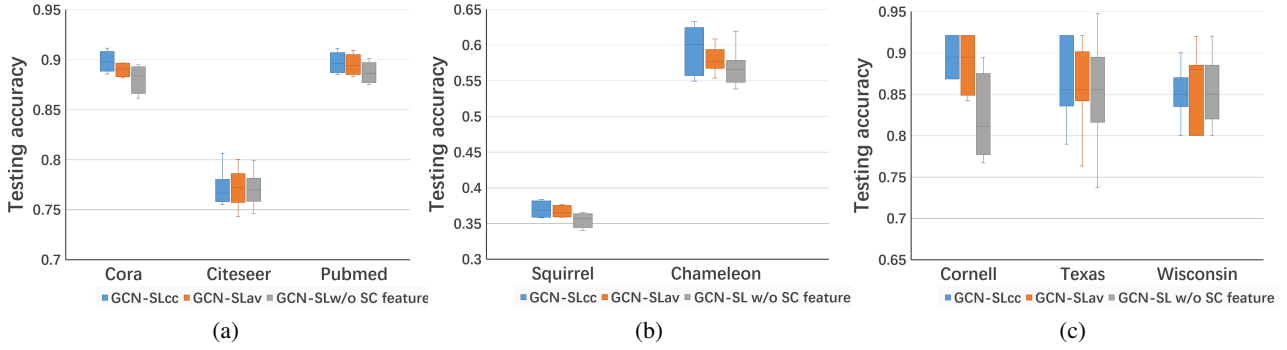 Testing accuracy
0.95
0.9
0.85
0.8
0.75
0.7
Cora Citeseer Pubmed
GCN-SLcc GCN-SLav GCN-SLw/o SC feature
(a)
Testing accuracy
0.65
0.6
0.55
0.5
0.45
0.4
0.35
0.3
Squirrel Chameleon
GCN-SLcc GCN-SLav GCN-SL w/o SC feature
(b)
Testing accuracy
0.95
0.9
0.85
0.8
0.75
0.7
0.65
Cornell Texas Wisconsin
GCN-SLcc GCN-SLav GCN-SL w/o SC feature
(c)